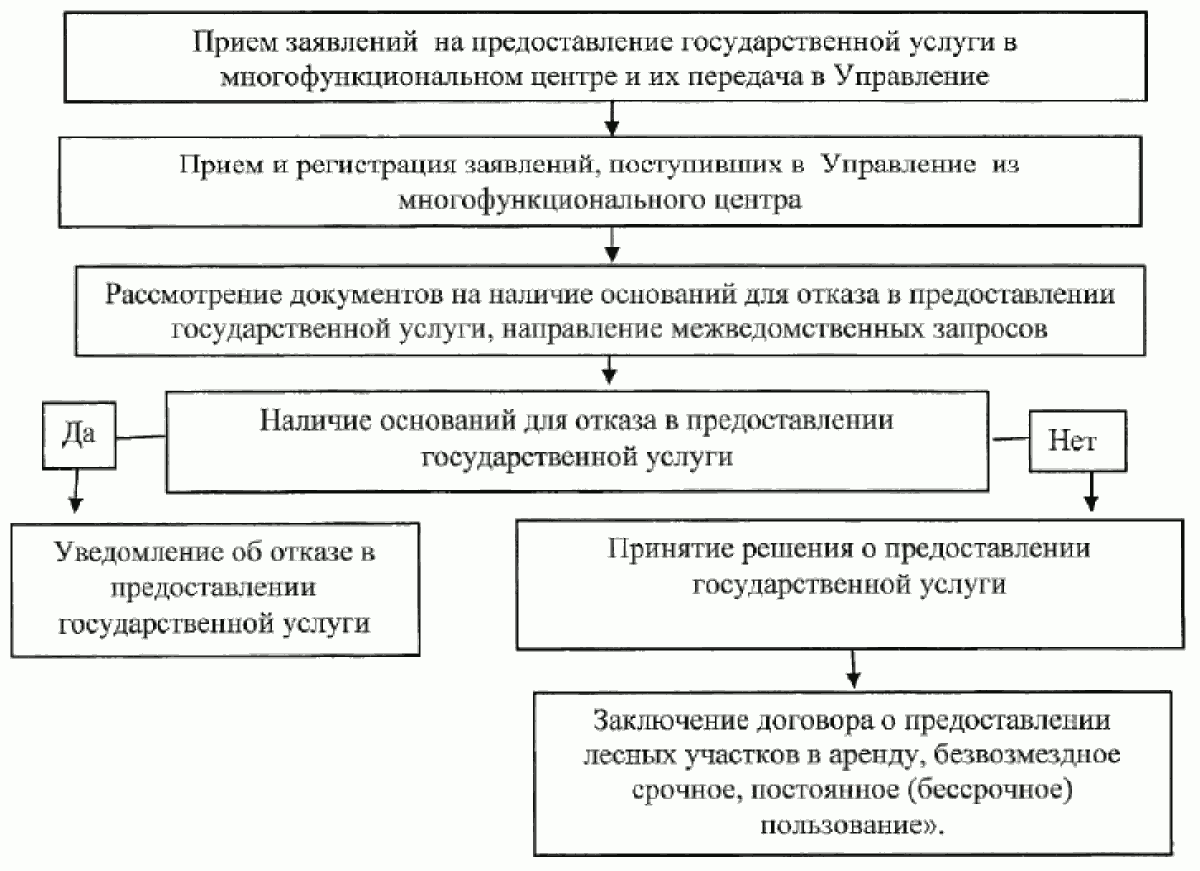 Прием заявлений на предоставление государственной услуги в
многофункциональном центре и их передача в Управление
Прием и регистрация заявлений, поступивших в Управление из
многофункционального центра
Рассмотрение документов на наличие оснований для отказа в предоставлении
государственной услуги, направление межведомственных запросов
Да
Наличие оснований для отказа в предоставлении
государственной услуги
Нет
Уведомление об отказе в
предоставлении
государственной услуги
Принятие решения о предоставлении
государственной услуги
Заключение договора о предоставлении
лесных участков в аренду, безвозмездное
срочное, постоянное (бессрочное)
пользование».